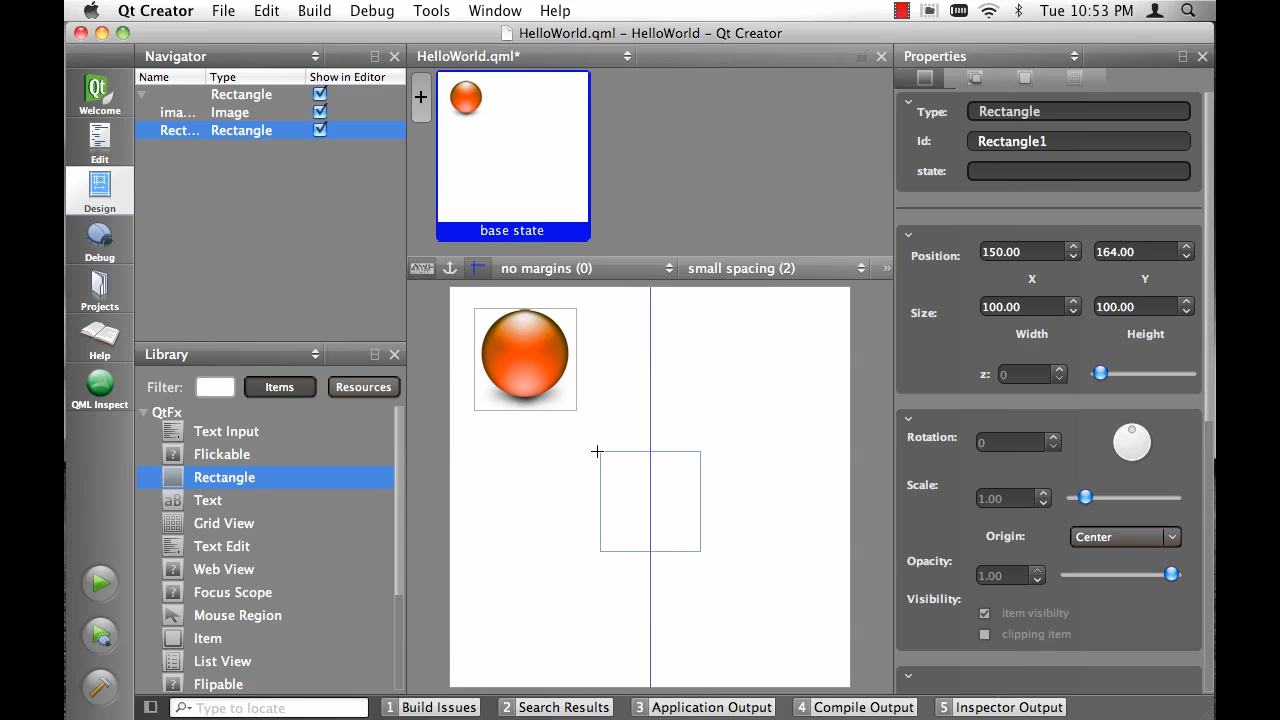 Qt Creator File Edit Build Debug Tools Window Help Tue 10:53 PM
HelloWorld.qml – HelloWorld – Qt Creator
Navigator
Name Type Show in Editor
Rectangle
ima... Image
Rect... Rectangle
Qt
Welcome
Edit
Design
Debug
Projects
Help
QML Inspect
Library
Filter: Items Resources
QtFx
Text Input
Flickable
Rectangle
aB Text
Grid View
Text Edit
Web View
Focus Scope
Mouse Region
Item
List View
Flipable
HelloWorld.qml*
base state
no margins (0) small spacing (2) »
Properties
Type: Rectangle
Id: Rectangle1
state:
Position: 150.00 164.00
X Y
Size: 100.00 100.00
Width Height
z: 0
Rotation: 0
Scale: 1.00
Origin: Center
Opacity: 1.00
Visibility: item visibilty
clipping item
Type to locate 1 Build Issues 2 Search Results 3 Application Output 4 Compile Output 5 Inspector Output